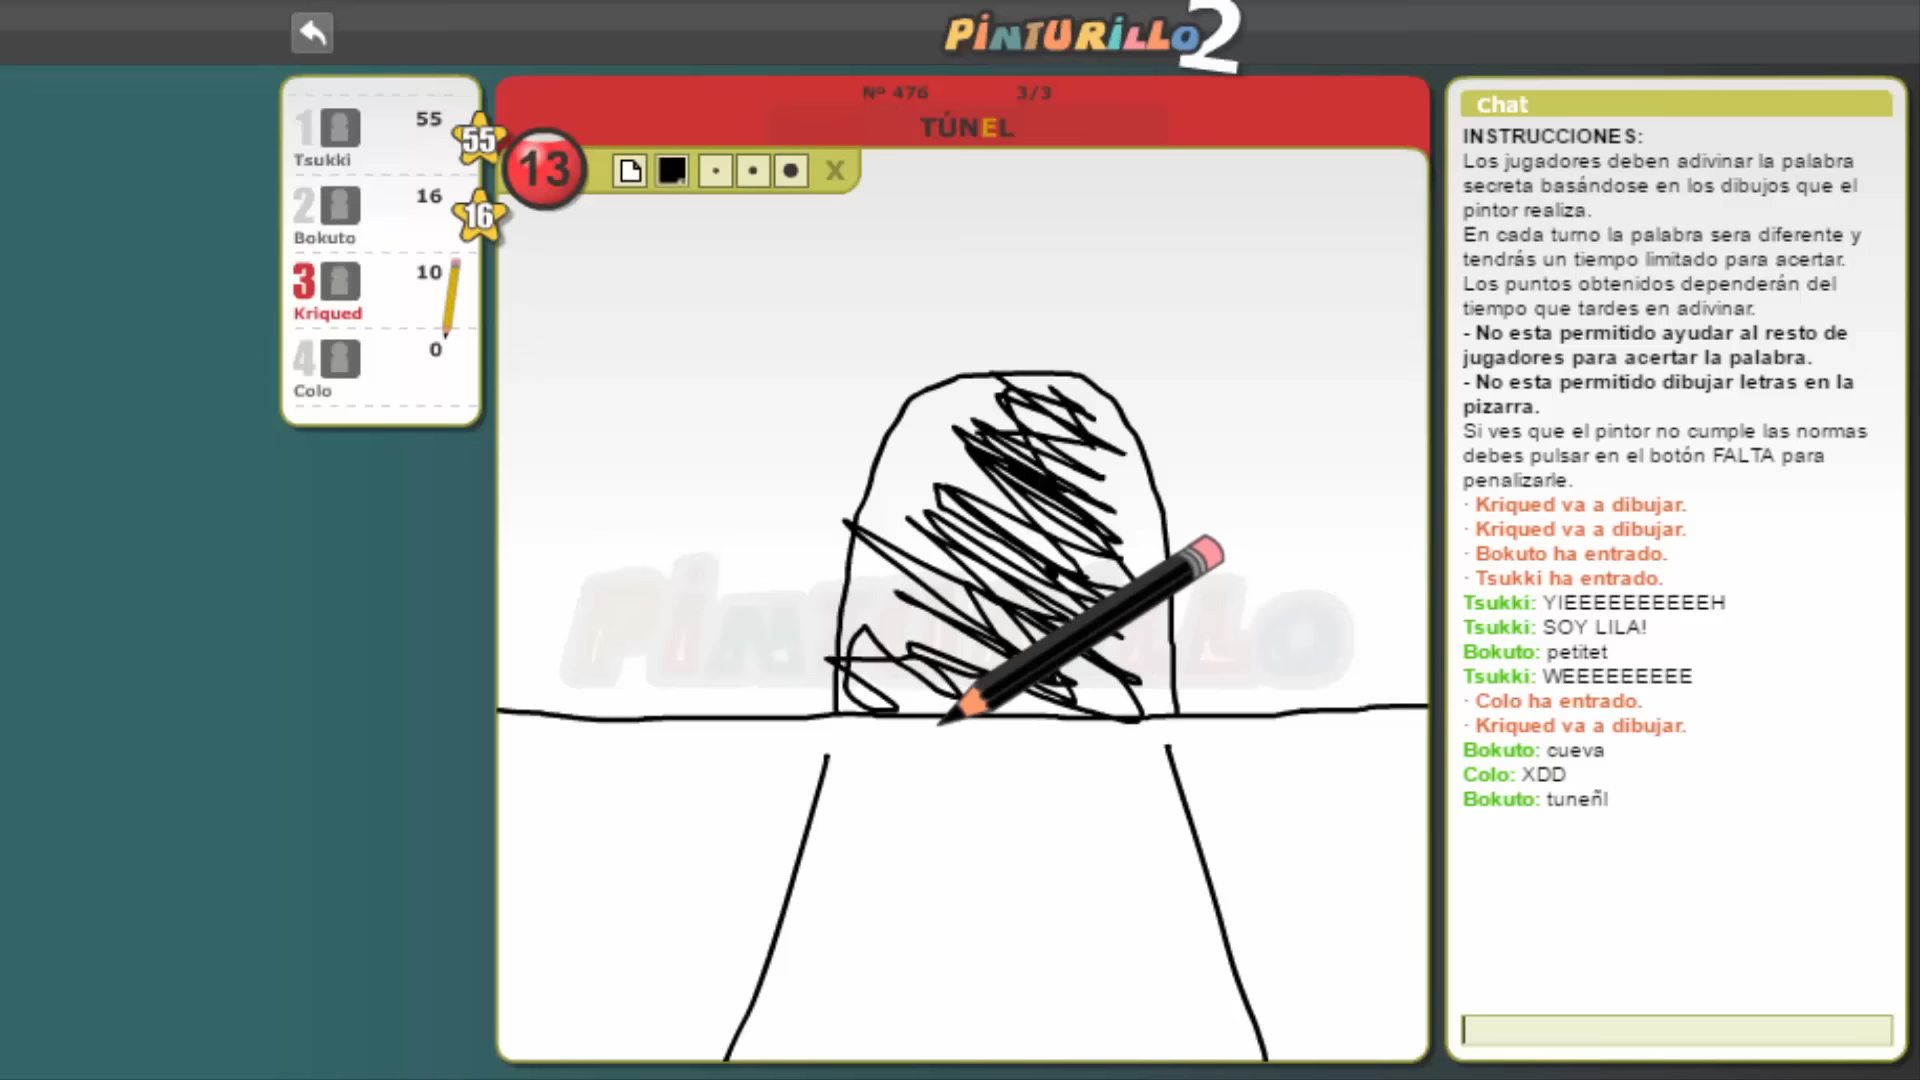 PINTURILLO 2
1
55
55
Tsukki
2
16
16
Bokuto
3
10
Kriqued
4
0
Colo
Nº 476 3/3
TÚNEL
13
X
PINTURILLO
Chat
INSTRUCCIONES:
Los jugadores deben adivinar la palabra
secreta basándose en los dibujos que el
pintor realiza.
En cada turno la palabra sera diferente y
tendrás un tiempo limitado para acertar.
Los puntos obtenidos dependerán del
tiempo que tardes en adivinar.
- No esta permitido ayudar al resto de
jugadores para acertar la palabra.
- No esta permitido dibujar letras en la
pizarra.
Si ves que el pintor no cumple las normas
debes pulsar en el botón FALTA para
penalizarle.
· Kriqued va a dibujar.
· Kriqued va a dibujar.
· Bokuto ha entrado.
· Tsukki ha entrado.
Tsukki: YIEEEEEEEEEEH
Tsukki: SOY LILA!
Bokuto: petitet
Tsukki: WEEEEEEEEE
· Colo ha entrado.
· Kriqued va a dibujar.
Bokuto: cueva
Colo: XDD
Bokuto: tuneñl